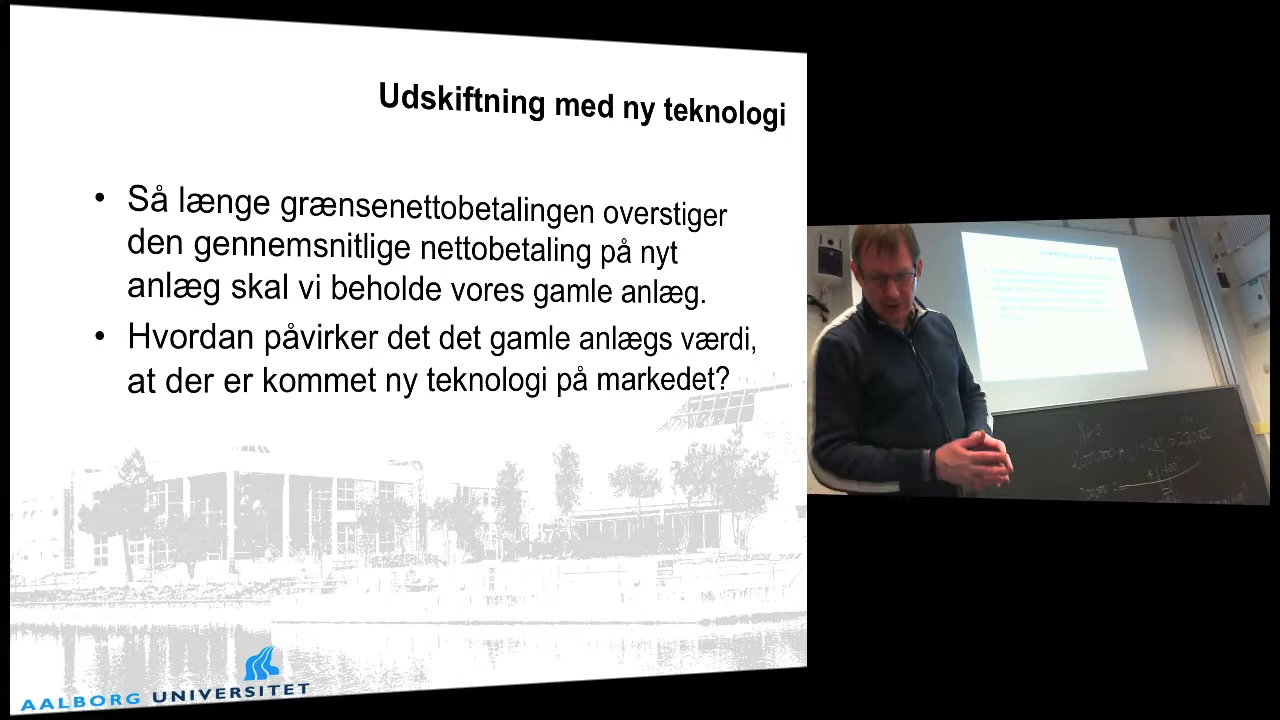 Udskiftning med ny teknologi
• Så længe grænsenettobetalingen overstiger
den gennemsnitlige nettobetaling på nyt
anlæg skal vi beholde vores gamle anlæg.
• Hvordan påvirker det det gamle anlægs værdi,
at der er kommet ny teknologi på markedet?
AALBORG UNIVERSITET